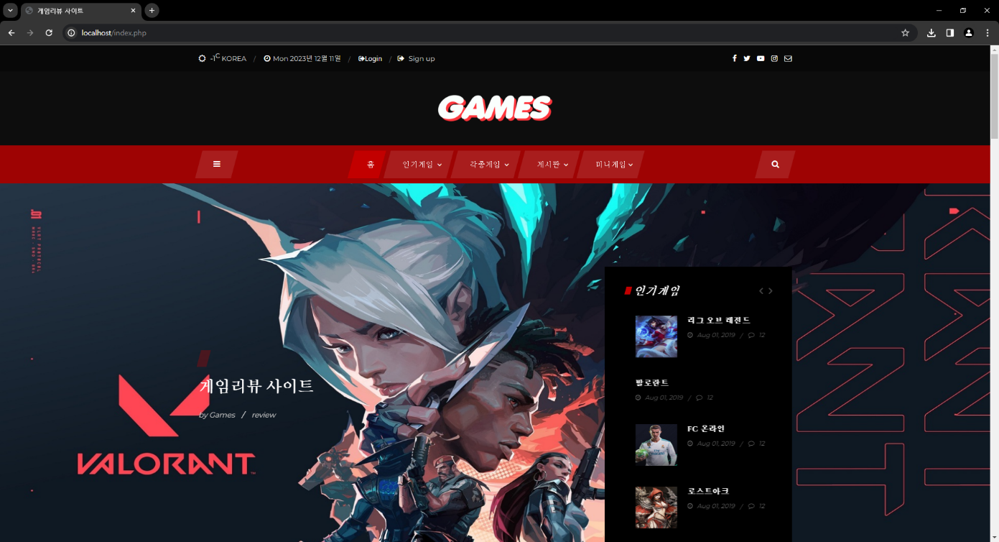 게임리뷰 사이트
localhost/index.php
-1C KOREA / Mon 2023년 12월 11일 / Login / Sign up
GAMES
홈 인기게임 각종게임 게시판 미니게임
인기게임
리그 오브 레전드
Aug 01, 2019 / 12
발로란트
Aug 01, 2019 / 12
게임리뷰 사이트
by Games / review
FC 온라인
Aug 01, 2019 / 12
VALORANT
로스트아크
Aug 01, 2019 / 12